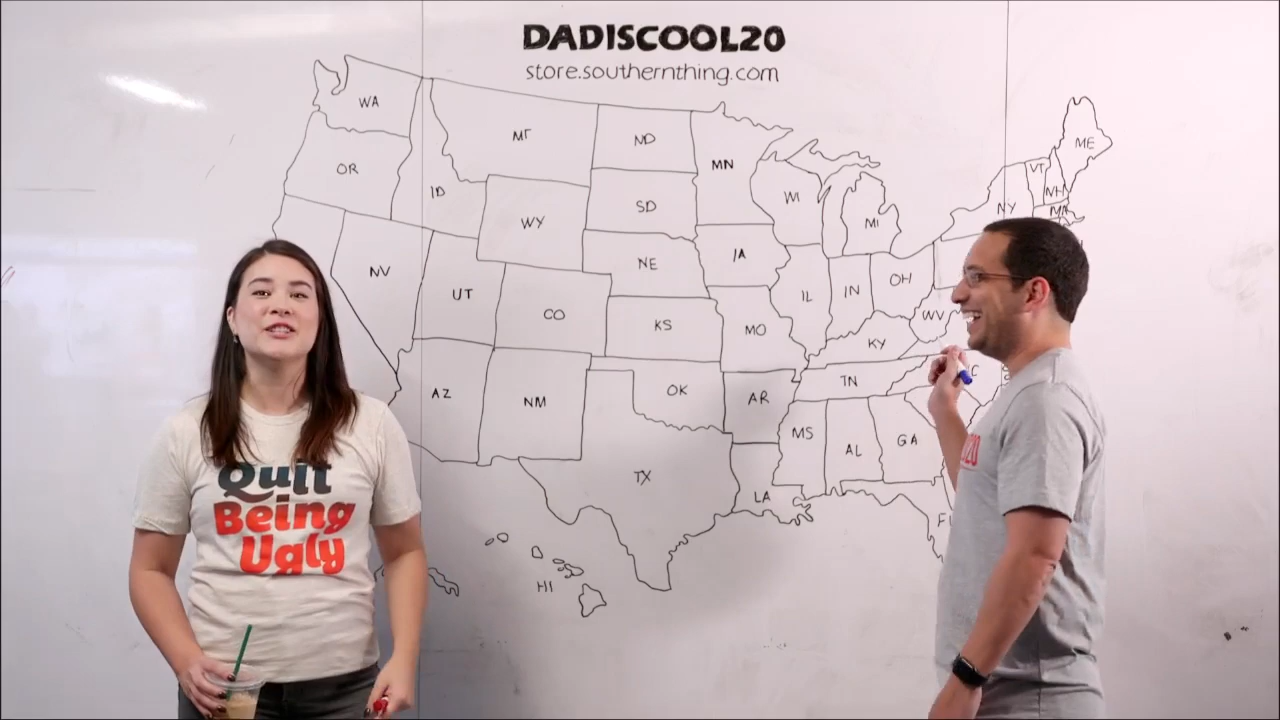 DADISCOOL20
store.southernthing.com
WA
MT
ND
MN
ME
OR
ID
WY
SD
WI
MI
NY
VT
NH
MA
NV
UT
CO
NE
IA
IL
IN
OH
WV
KS
MO
KY
AZ
NM
OK
AR
TN
TX
LA
MS
AL
GA
HI
Quit
Being
Ugly
20